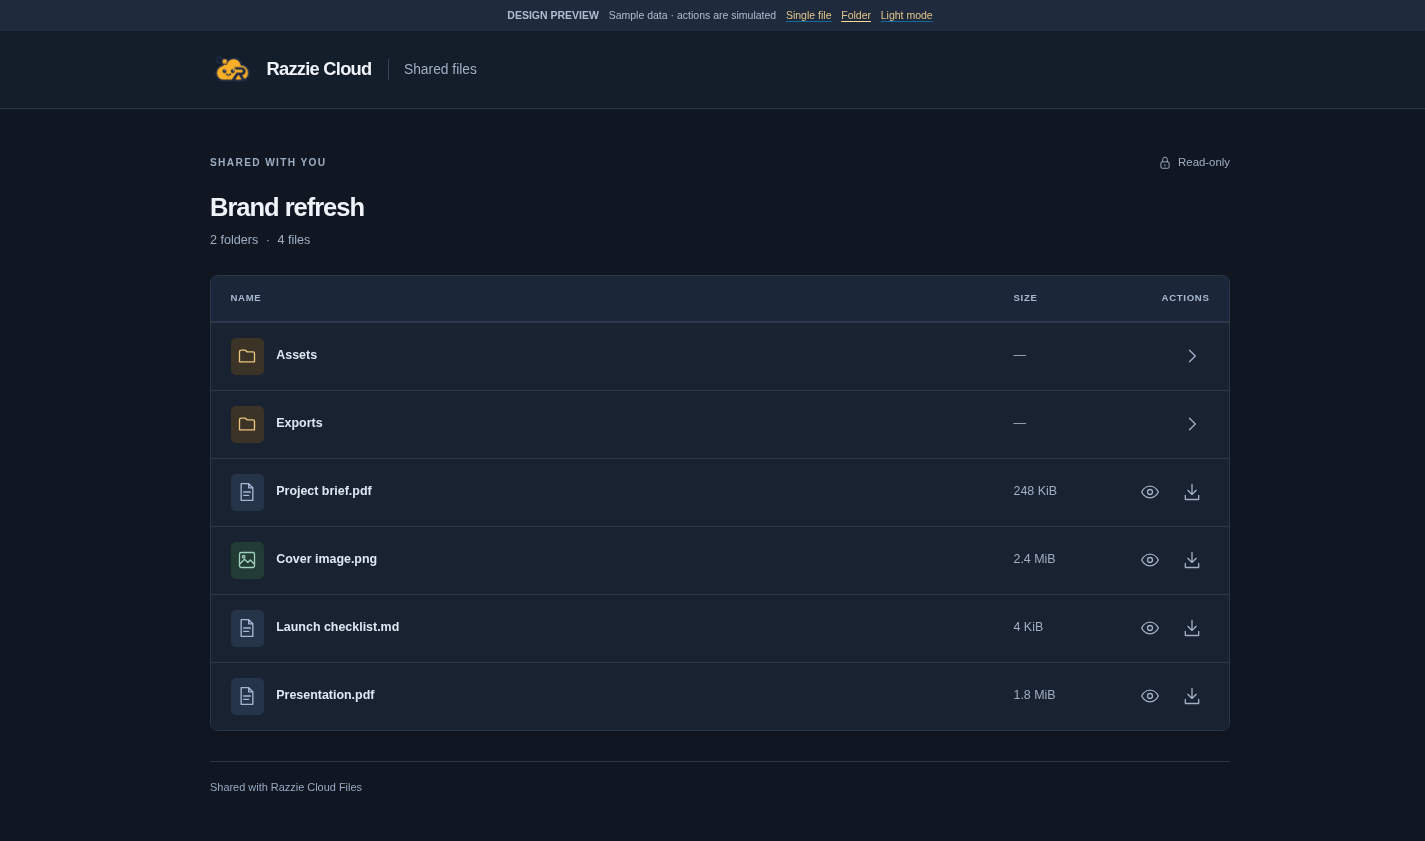 DESIGN PREVIEW Sample data · actions are simulated Single file Folder Light mode
Razzie Cloud Shared files
SHARED WITH YOU Read-only
Brand refresh
2 folders · 4 files
NAME SIZE ACTIONS
Assets —
Exports —
Project brief.pdf 248 KiB
Cover image.png 2.4 MiB
Launch checklist.md 4 KiB
Presentation.pdf 1.8 MiB
Shared with Razzie Cloud Files